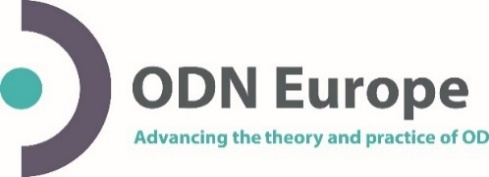 ODN Europe
Advancing the theory and practice of OD